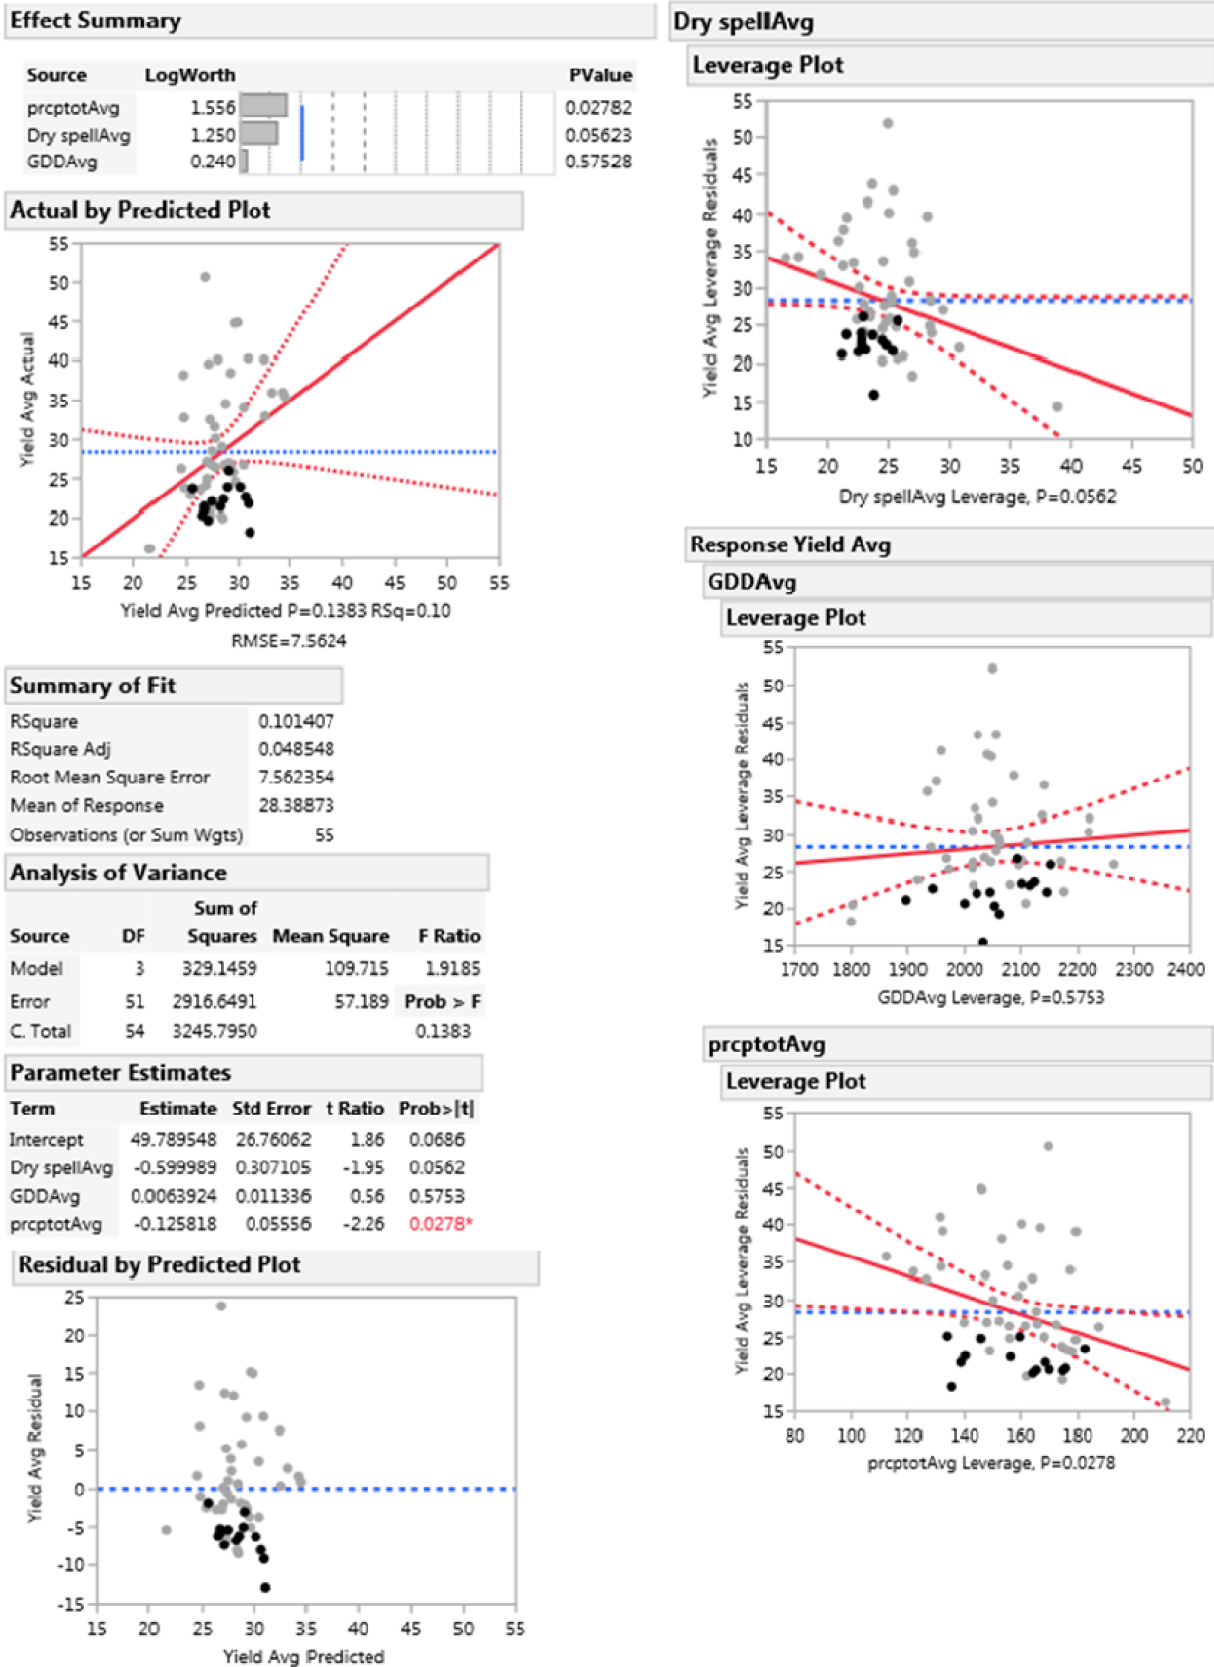 Effect Summary
Source LogWorth PValue
prcptotAvg 1.556 0.02782
Dry spellAvg 1.250 0.05623
GDDAvg 0.240 0.57528
Actual by Predicted Plot
55
50
45
40
35
30
25
20
15
Yield Avg Actual
15 20 25 30 35 40 45 50 55
Yield Avg Predicted P=0.1383 RSq=0.10
RMSE=7.5624
Summary of Fit
RSquare 0.101407
RSquare Adj 0.048548
Root Mean Square Error 7.562354
Mean of Response 28.38873
Observations (or Sum Wgts) 55
Analysis of Variance
Sum of
Source DF Squares Mean Square F Ratio
Model 3 329.1459 109.715 1.9185
Error 51 2916.6491 57.189 Prob > F
C. Total 54 3245.7950 0.1383
Parameter Estimates
Term Estimate Std Error t Ratio Prob>|t|
Intercept 49.789548 26.76062 1.86 0.0686
Dry spellAvg -0.599989 0.307105 -1.95 0.0562
GDDAvg 0.0063924 0.011336 0.56 0.5753
prcptotAvg -0.125818 0.05556 -2.26 0.0278*
Residual by Predicted Plot
25
20
15
10
5
0
-5
-10
-15
Yield Avg Residual
15 20 25 30 35 40 45 50 55
Yield Avg Predicted
Dry spellAvg
Leverage Plot
55
50
45
40
35
30
25
20
15
10
Yield Avg Leverage Residuals
15 20 25 30 35 40 45 50
Dry spellAvg Leverage, P=0.0562
Response Yield Avg
GDDAvg
Leverage Plot
55
50
45
40
35
30
25
20
15
Yield Avg Leverage Residuals
1700 1800 1900 2000 2100 2200 2300 2400
GDDAvg Leverage, P=0.5753
prcptotAvg
Leverage Plot
55
50
45
40
35
30
25
20
15
Yield Avg Leverage Residuals
80 100 120 140 160 180 200 220
prcptotAvg Leverage, P=0.0278